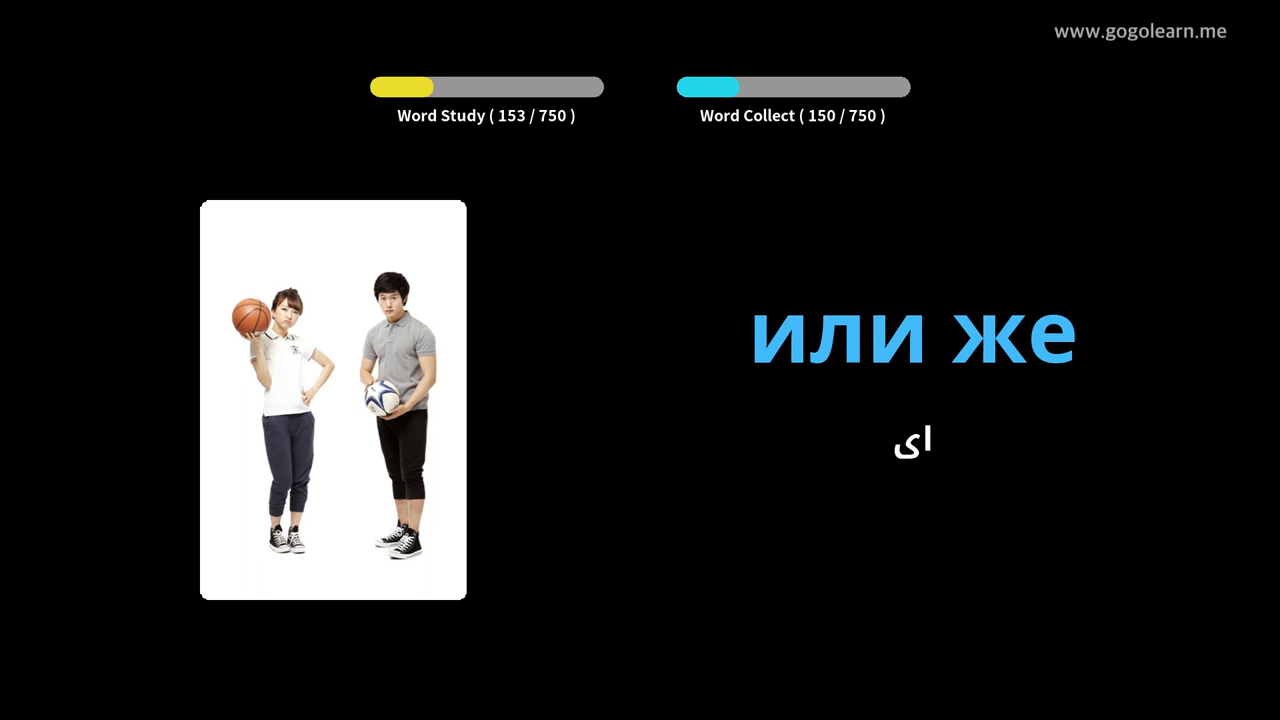 www.gogolearn.me
Word Study ( 153 / 750 )
Word Collect ( 150 / 750 )
или же
ای